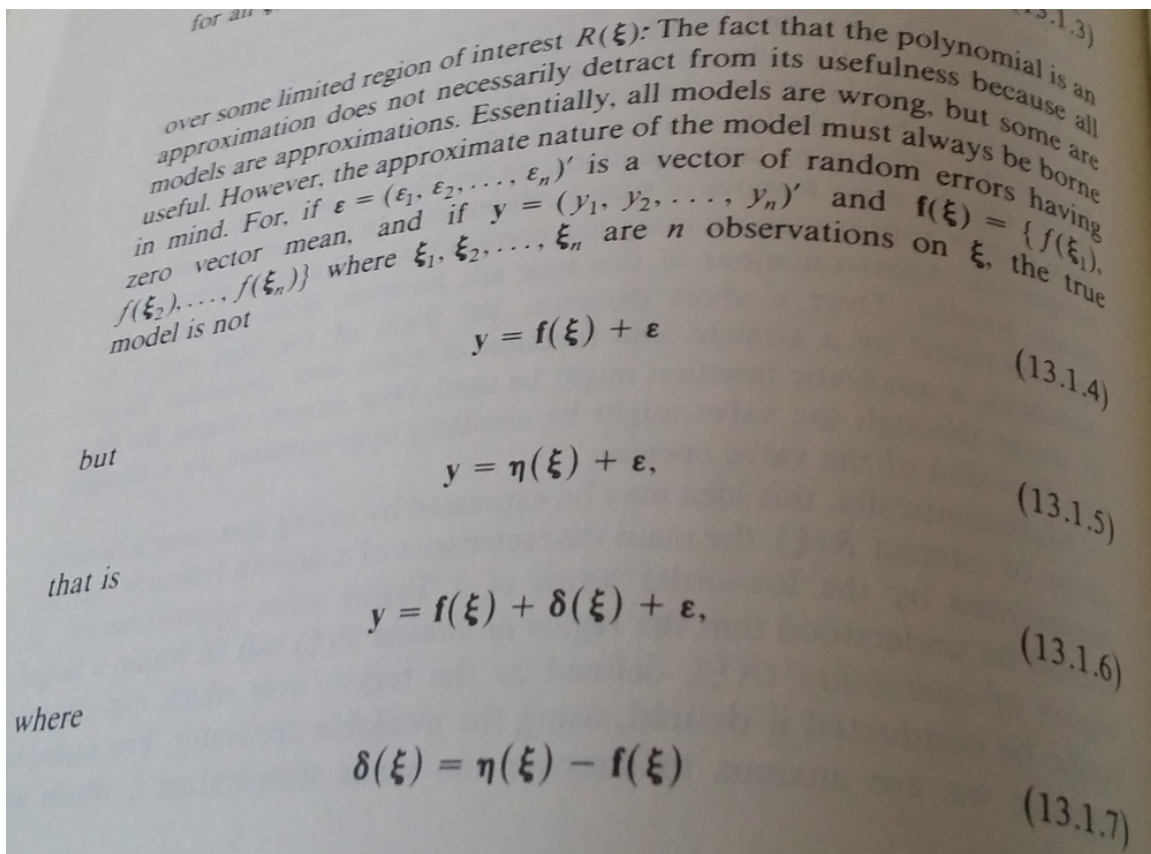 for all
(13.1.3)
over some limited region of interest R(ξ): The fact that the polynomial is an
approximation does not necessarily detract from its usefulness because all
models are approximations. Essentially, all models are wrong, but some are
useful. However, the approximate nature of the model must always be borne
in mind. For, if ε = (ε₁, ε₂, . . . , εₙ)′ is a vector of random errors having
zero vector mean, and if y = (y₁, y₂, . . . , yₙ)′ and f(ξ) = {f(ξ₁),
f(ξ₂), . . . , f(ξₙ)} where ξ₁, ξ₂, . . . , ξₙ are n observations on ξ, the true
model is not
y = f(ξ) + ε
(13.1.4)
but
y = η(ξ) + ε,
(13.1.5)
that is
y = f(ξ) + δ(ξ) + ε,
(13.1.6)
where
δ(ξ) = η(ξ) − f(ξ)
(13.1.7)